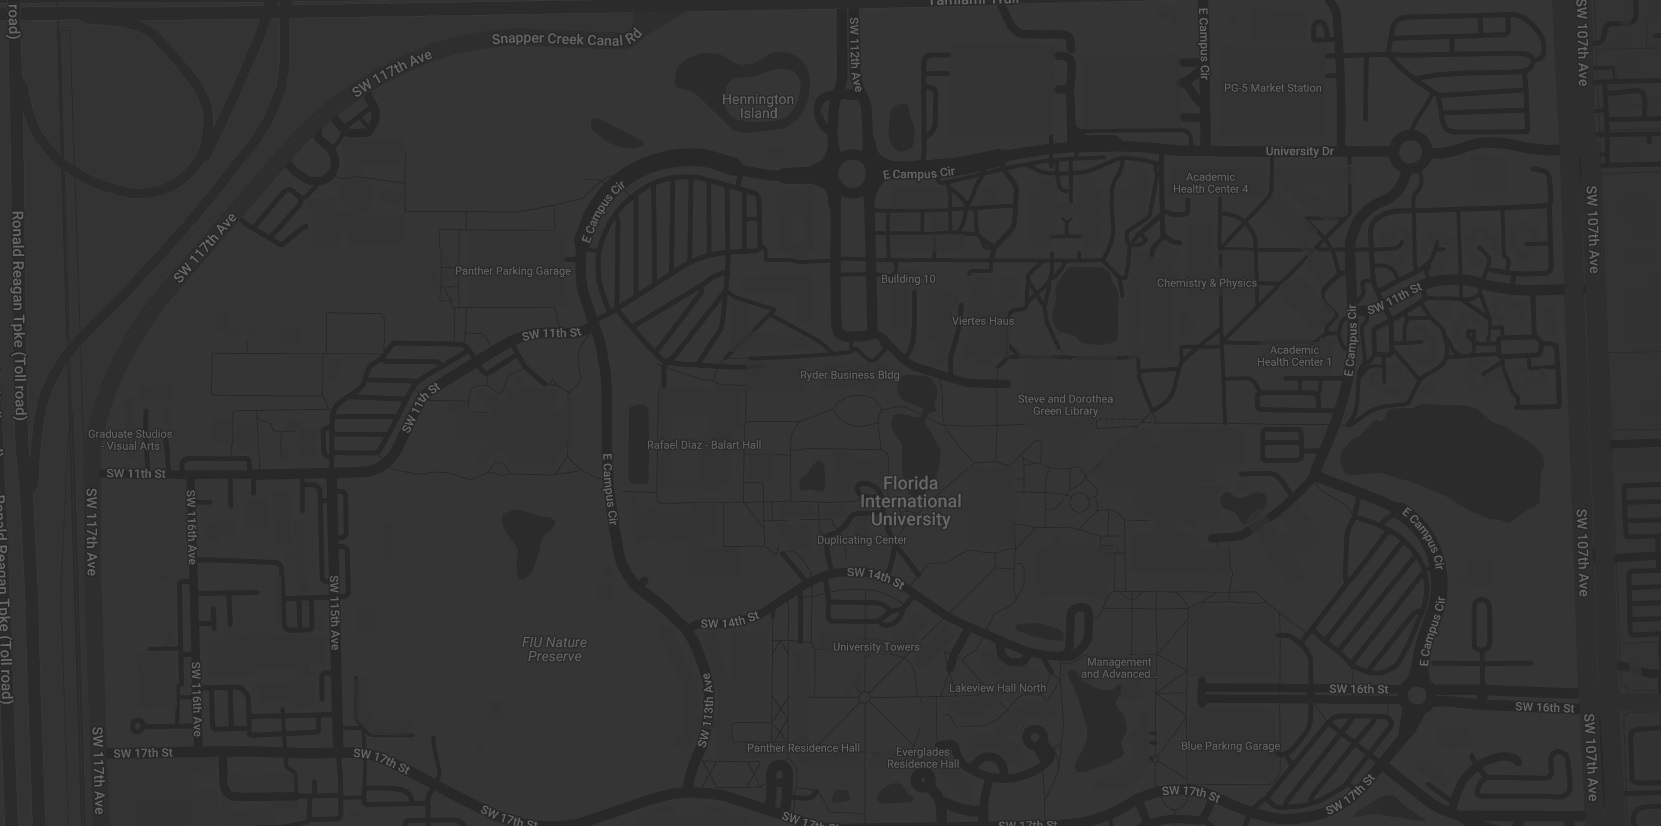 Tamiami Trail
road)
Snapper Creek Canal Rd
SW 117th Ave
SW 112th Ave
E Campus Cir
SW 107th Ave
PG-5 Market Station
Hennington
Island
University Dr
E Campus Cir
Academic
Health Center 4
E Campus Cir
SW 117th Ave
Ronald Reagan Tpke (Toll road)
SW 107th Ave
Panther Parking Garage
Building 10
Chemistry & Physics
SW 11th St
Viertes Haus
SW 11th St
E Campus Cir
Academic
Health Center 1
Ryder Business Bldg
SW 11th St
Steve and Dorothea
Green Library
Graduate Studios
- Visual Arts
Rafael Diaz - Balart Hall
SW 11th St
E Campus Cir
Florida
International
University
SW 117th Ave
SW 116th Ave
E Campus Cir
SW 107th Ave
Duplicating Center
SW 14th St
SW 115th Ave
SW 14th St
E Campus Cir
Ronald Reagan Tpke (Toll road)
FIU Nature
Preserve
University Towers
Management
and Advanced...
SW 116th Ave
SW 113th Ave
Lakeview Hall North
SW 16th St
SW 16th St
SW 117th Ave
SW 17th St
SW 17th St
Panther Residence Hall
Everglades
Residence Hall
Blue Parking Garage
SW 107th Ave
SW 17th St
SW 17th St
SW 17th St
SW 17th St
SW 17th St